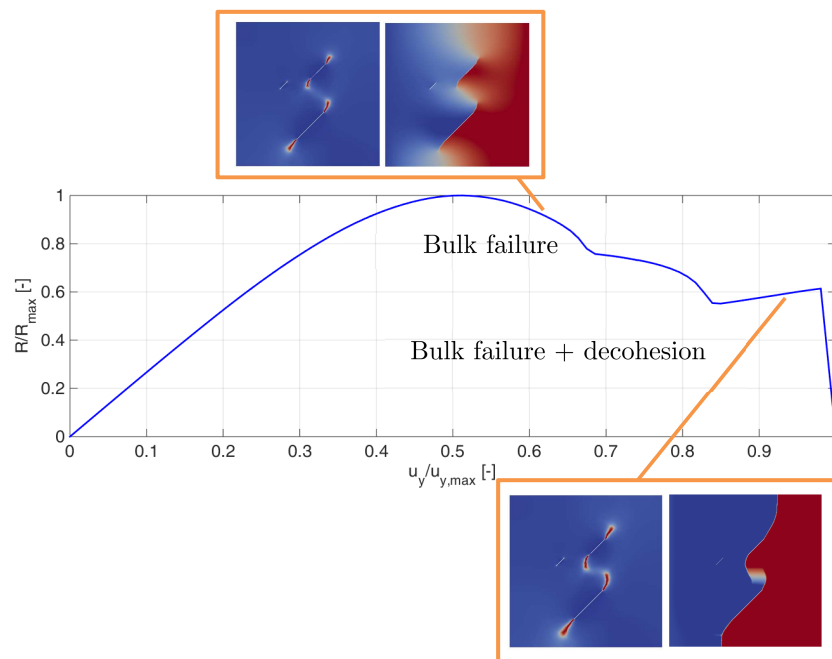 1
Bulk failure
0.8
0.6
R/R_max [-]
Bulk failure + decohesion
0.4
0.2
0
0 0.1 0.2 0.3 0.4 0.5 0.6 0.7 0.8 0.9
u_y/u_y,max [-]